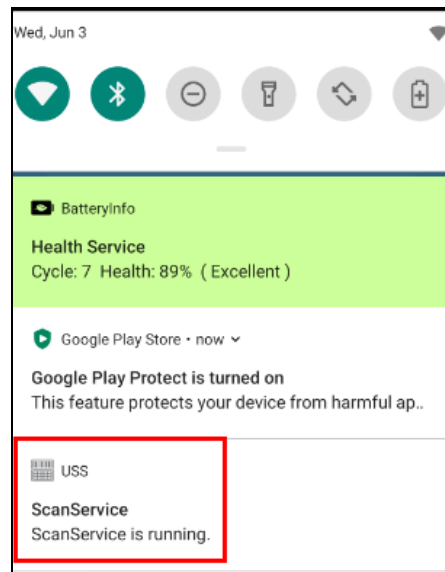 Wed, Jun 3
BatteryInfo
Health Service
Cycle: 7 Health: 89% ( Excellent )
Google Play Store • now
Google Play Protect is turned on
This feature protects your device from harmful ap..
USS
ScanService
ScanService is running.